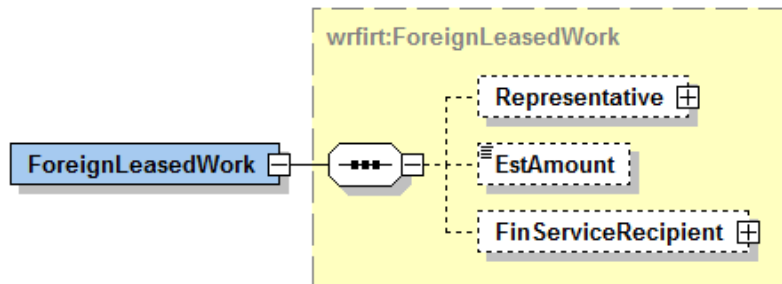 wrfirt:ForeignLeasedWork
Representative
ForeignLeasedWork
EstAmount
FinServiceRecipient